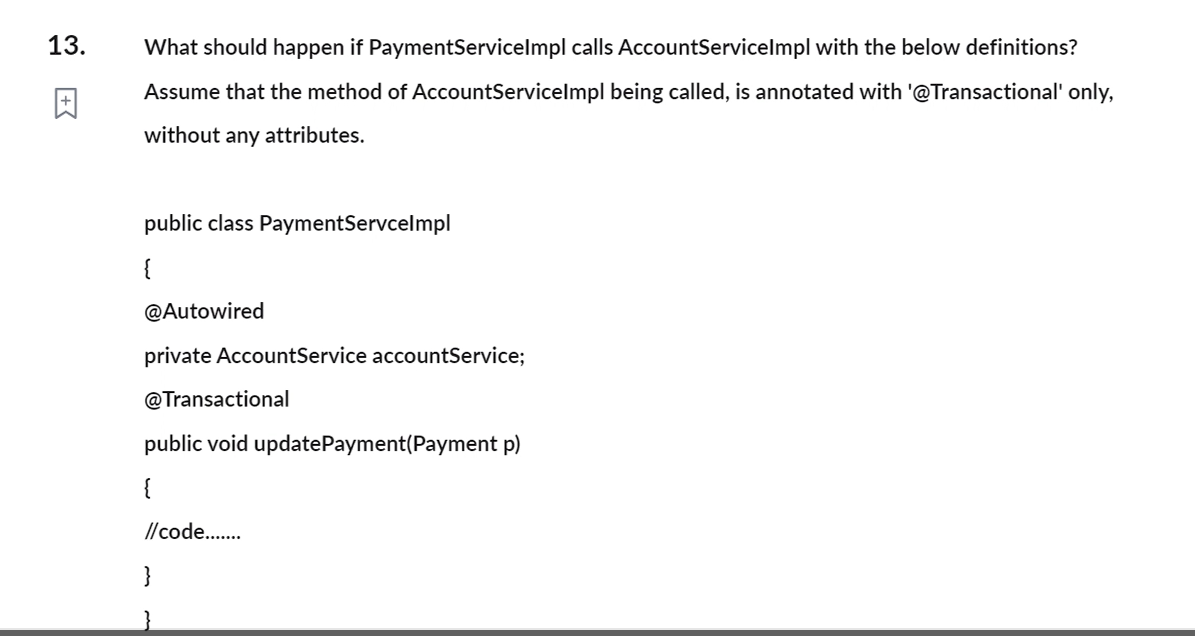 13.
What should happen if PaymentServiceImpl calls AccountServiceImpl with the below definitions?
Assume that the method of AccountServiceImpl being called, is annotated with '@Transactional' only,
without any attributes.
public class PaymentServceImpl
{
@Autowired
private AccountService accountService;
@Transactional
public void updatePayment(Payment p)
{
//code.......
}
}